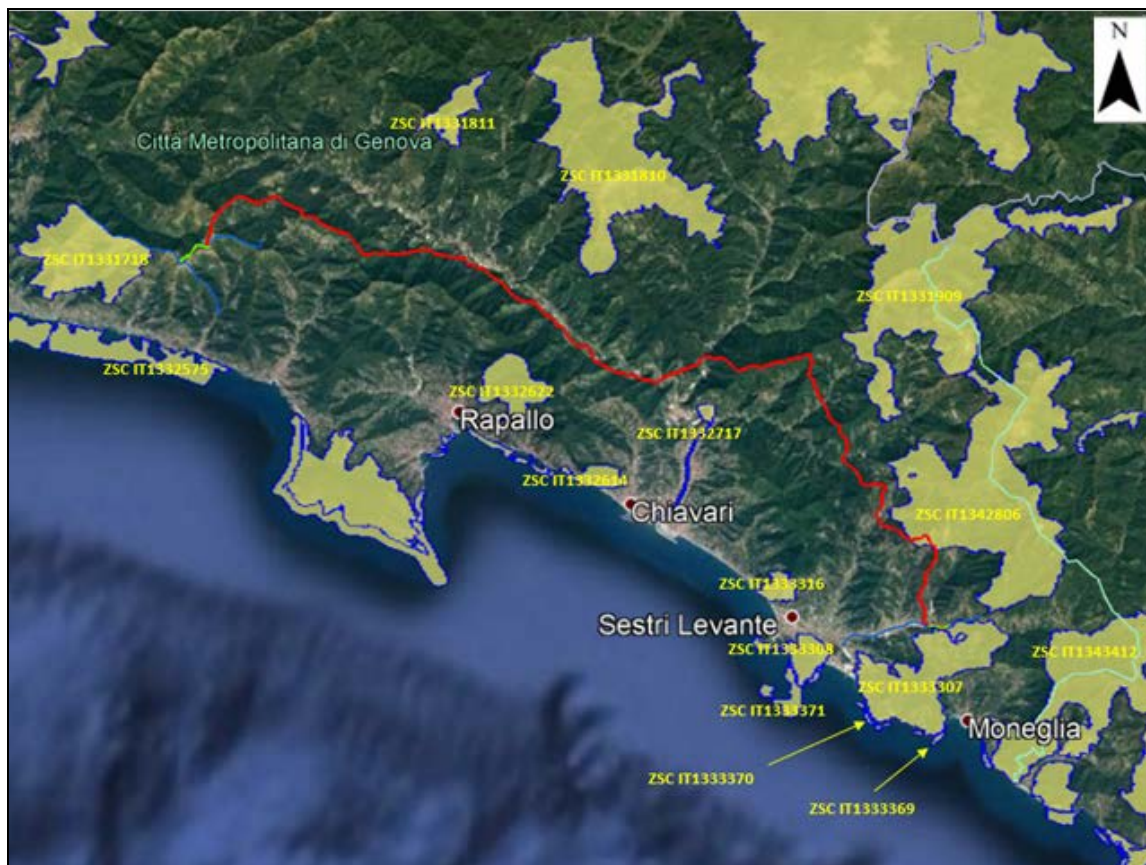 N
ZSC IT1331811
Città Metropolitana di Genova
ZSC IT1331810
ZSC IT1331718
ZSC IT1331909
ZSC IT1332575
ZSC IT1332622
Rapallo
ZSC IT1332717
ZSC IT1332614
Chiavari
ZSC IT1342806
ZSC IT1333316
Sestri Levante
ZSC IT1333308
ZSC IT1343412
ZSC IT1333307
ZSC IT1333371
Moneglia
ZSC IT1333370
ZSC IT1333369